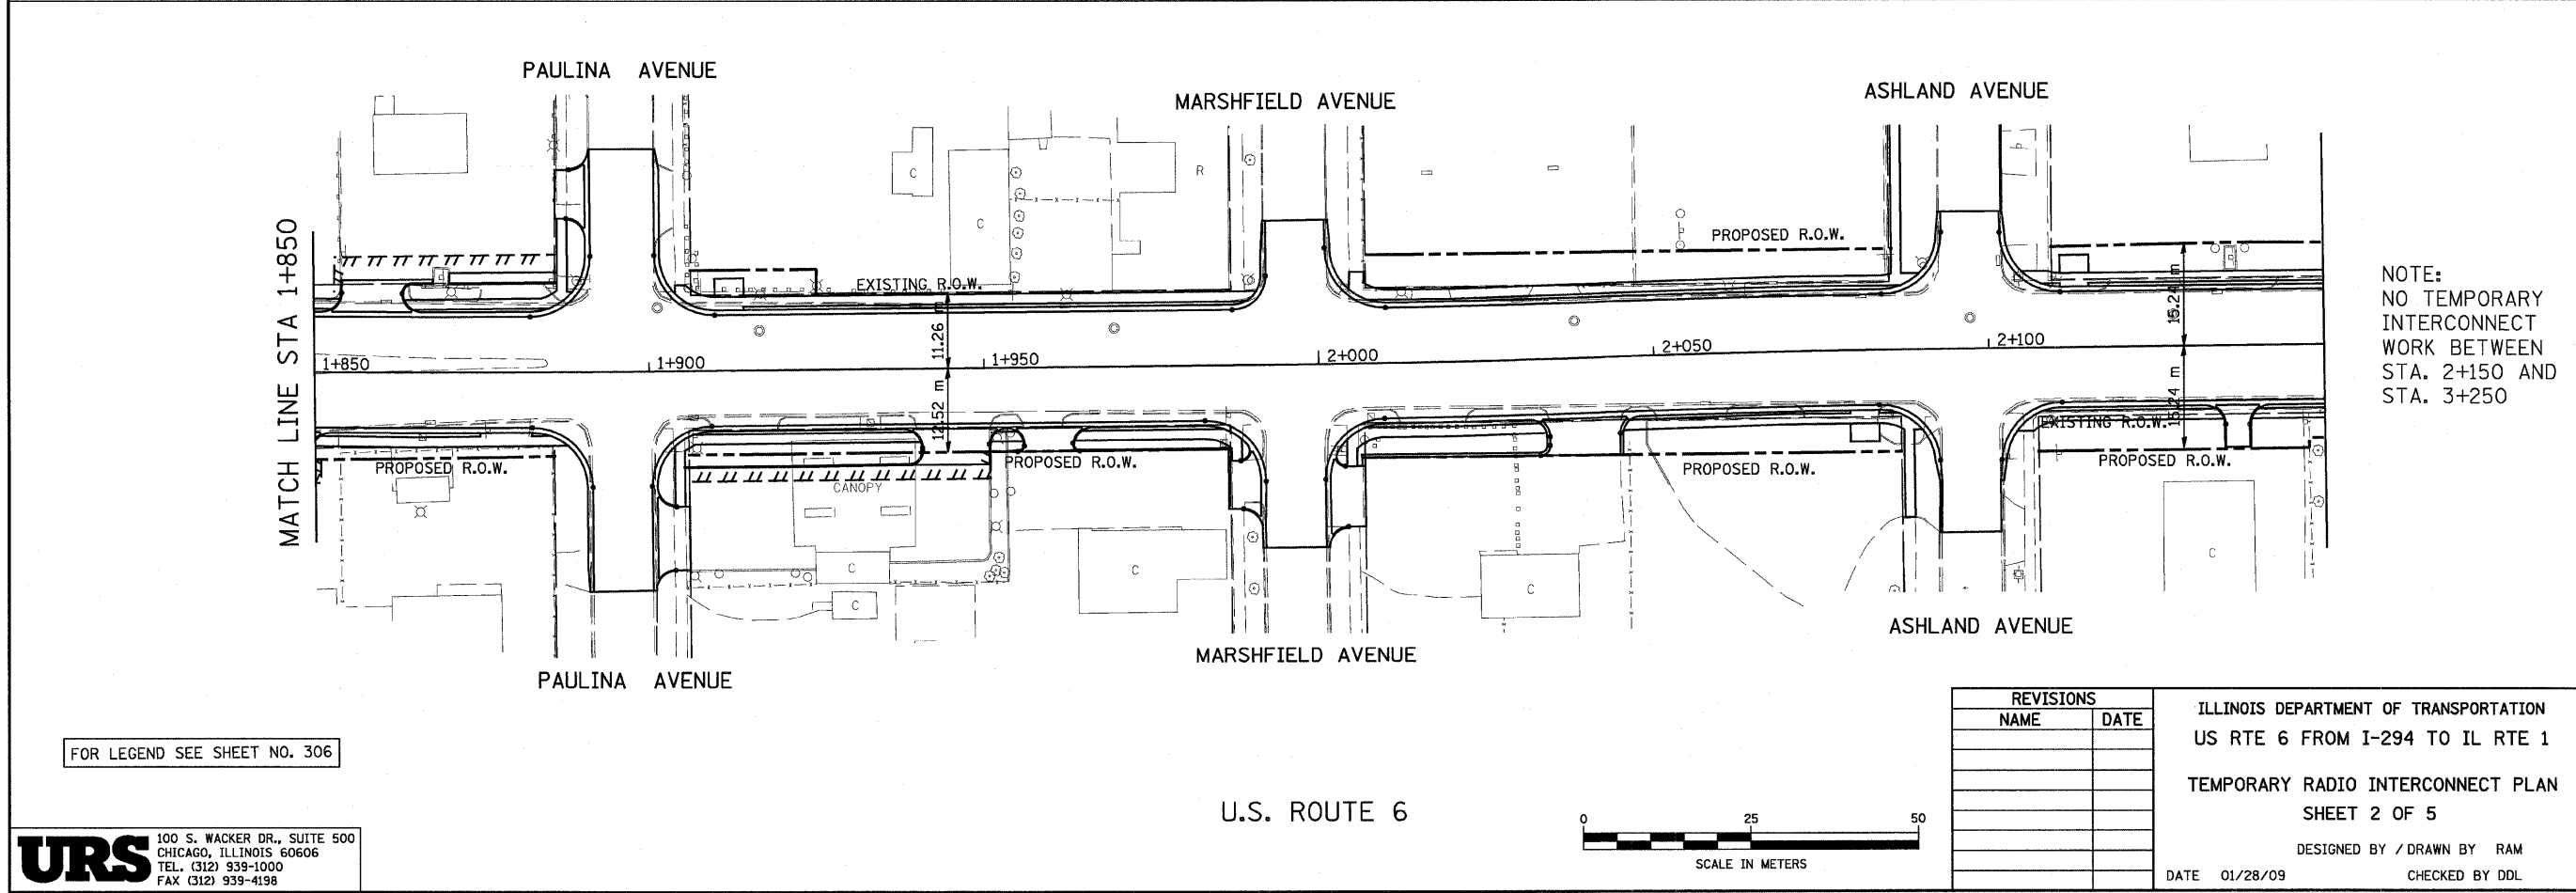 PAULINA AVENUE
MARSHFIELD AVENUE
ASHLAND AVENUE
MATCH LINE STA 1+850
C
C
R
PROPOSED R.O.W.
EXISTING R.O.W.
11.26 m
15.24 m
1+850
1+900
1+950
2+000
2+050
2+100
12.52 m
15.24 m
NOTE:
NO TEMPORARY
INTERCONNECT
WORK BETWEEN
STA. 2+150 AND
STA. 3+250
EXISTING R.O.W.
PROPOSED R.O.W.
PROPOSED R.O.W.
PROPOSED R.O.W.
PROPOSED R.O.W.
CANOPY
C
C
C
C
C
PAULINA AVENUE
MARSHFIELD AVENUE
ASHLAND AVENUE
FOR LEGEND SEE SHEET NO. 306
URS
100 S. WACKER DR., SUITE 500
CHICAGO, ILLINOIS 60606
TEL. (312) 939-1000
FAX (312) 939-4198
U.S. ROUTE 6
0 25 50
SCALE IN METERS
REVISIONS
NAME DATE
ILLINOIS DEPARTMENT OF TRANSPORTATION
US RTE 6 FROM I-294 TO IL RTE 1
TEMPORARY RADIO INTERCONNECT PLAN
SHEET 2 OF 5
DESIGNED BY / DRAWN BY RAM
DATE 01/28/09 CHECKED BY DDL